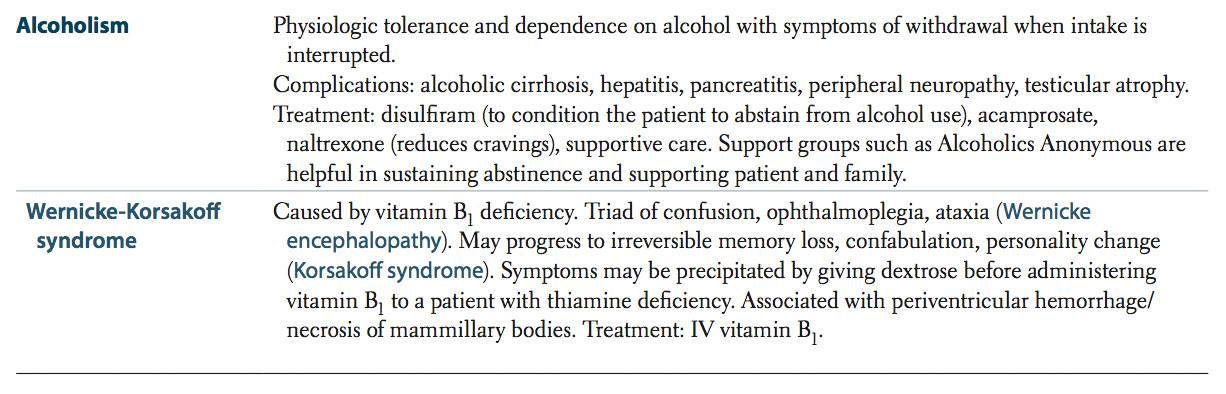 Alcoholism
Physiologic tolerance and dependence on alcohol with symptoms of withdrawal when intake is
interrupted.
Complications: alcoholic cirrhosis, hepatitis, pancreatitis, peripheral neuropathy, testicular atrophy.
Treatment: disulfiram (to condition the patient to abstain from alcohol use), acamprosate,
naltrexone (reduces cravings), supportive care. Support groups such as Alcoholics Anonymous are
helpful in sustaining abstinence and supporting patient and family.
Wernicke-Korsakoff
syndrome
Caused by vitamin B₁ deficiency. Triad of confusion, ophthalmoplegia, ataxia (Wernicke
encephalopathy). May progress to irreversible memory loss, confabulation, personality change
(Korsakoff syndrome). Symptoms may be precipitated by giving dextrose before administering
vitamin B₁ to a patient with thiamine deficiency. Associated with periventricular hemorrhage/
necrosis of mammillary bodies. Treatment: IV vitamin B₁.